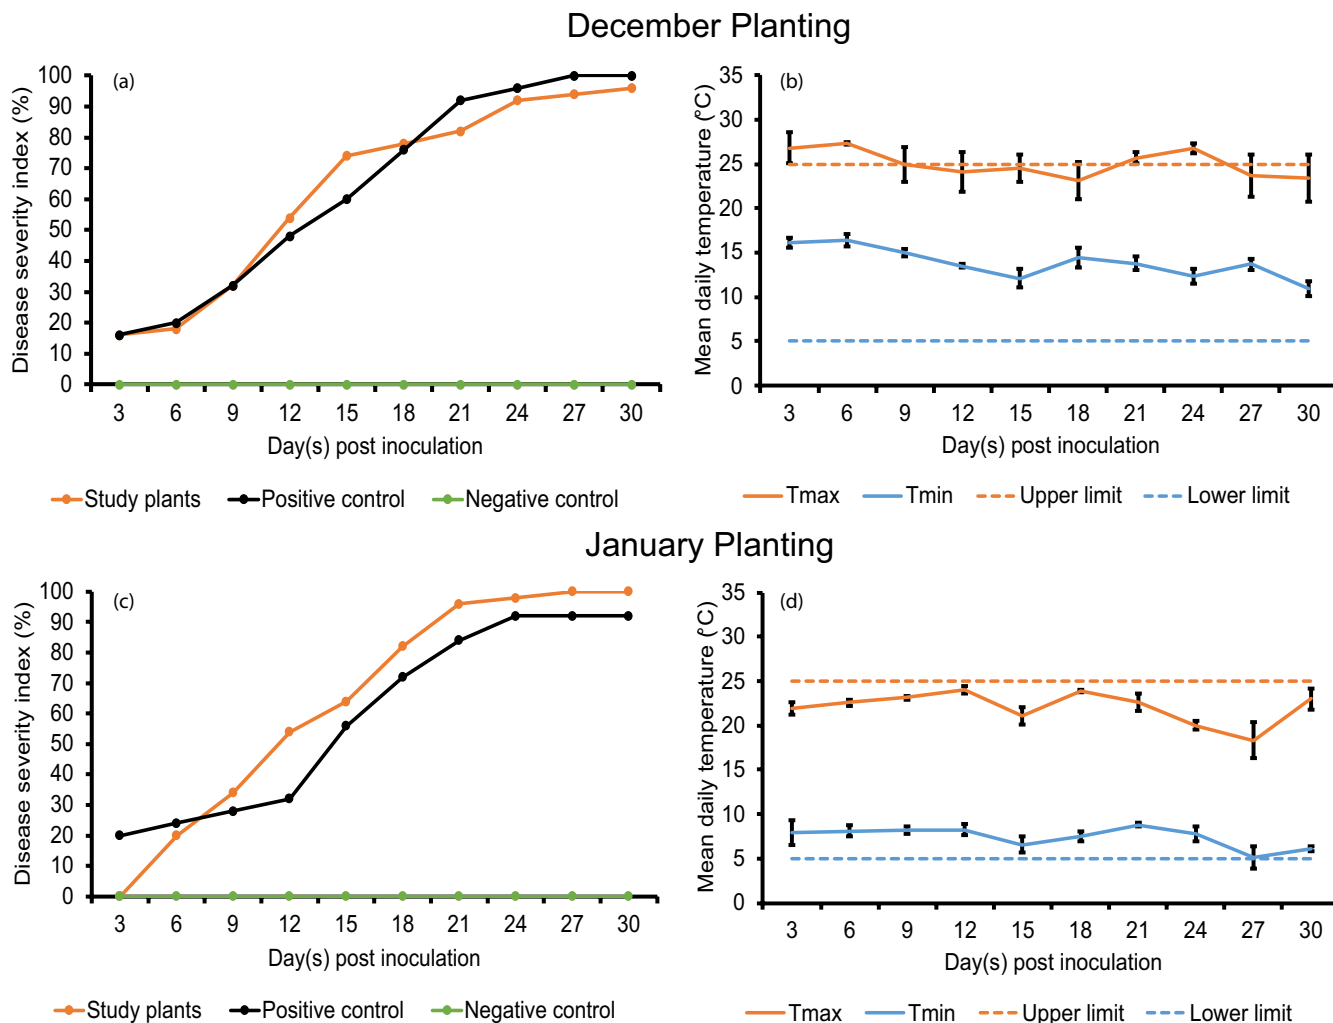 December Planting
(a)
Disease severity index (%)
100
90
80
70
60
50
40
30
20
10
0
3 6 9 12 15 18 21 24 27 30
Day(s) post inoculation
Study plants Positive control Negative control
(b)
Mean daily temperature (°C)
35
30
25
20
15
10
5
0
3 6 9 12 15 18 21 24 27 30
Day(s) post inoculation
Tmax Tmin Upper limit Lower limit
January Planting
(c)
Disease severity index (%)
100
90
80
70
60
50
40
30
20
10
0
3 6 9 12 15 18 21 24 27 30
Day(s) post inoculation
Study plants Positive control Negative control
(d)
Mean daily temperature (°C)
35
30
25
20
15
10
5
0
3 6 9 12 15 18 21 24 27 30
Day(s) post inoculation
Tmax Tmin Upper limit Lower limit